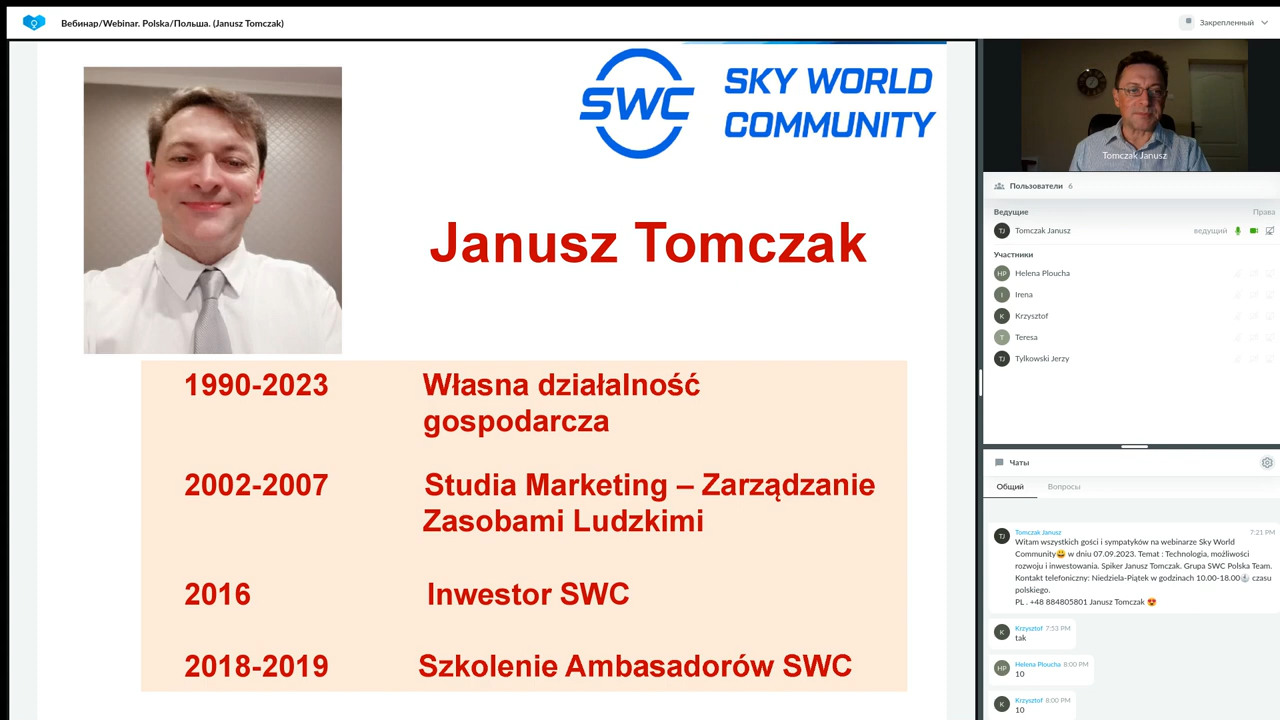 Вебинар/Webinar. Polska/Польша. (Janusz Tomczak)
Закрепленный
SWC
SKY WORLD
COMMUNITY
Janusz Tomczak
1990-2023 Własna działalność
gospodarcza
2002-2007 Studia Marketing – Zarządzanie
Zasobami Ludzkimi
2016 Inwestor SWC
2018-2019 Szkolenie Ambasadorów SWC
Tomczak Janusz
Пользователи 6
Ведущие Права
TJ Tomczak Janusz ведущий
Участники
HP Helena Ploucha
I Irena
K Krzysztof
T Teresa
TJ Tylkowski Jerzy
Чаты
Общий Вопросы
TJ Tomczak Janusz 7:21 PM
Witam wszystkich gości i sympatyków na webinarze Sky World
Community😀 w dniu 07.09.2023. Temat : Technologia, możliwości
rozwoju i inwestowania. Spiker Janusz Tomczak. Grupa SWC Polska Team.
Kontakt telefoniczny: Niedziela-Piątek w godzinach 10.00-18.00 czasu
polskiego.
PL . +48 884805801 Janusz Tomczak 😍
K Krzysztof 7:53 PM
tak
HP Helena Ploucha 8:00 PM
10
K Krzysztof 8:00 PM
10